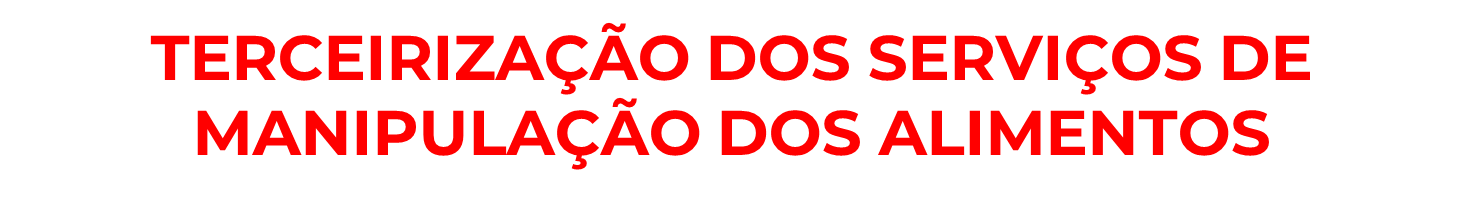 TERCEIRIZAÇÃO DOS SERVIÇOS DE
MANIPULAÇÃO DOS ALIMENTOS